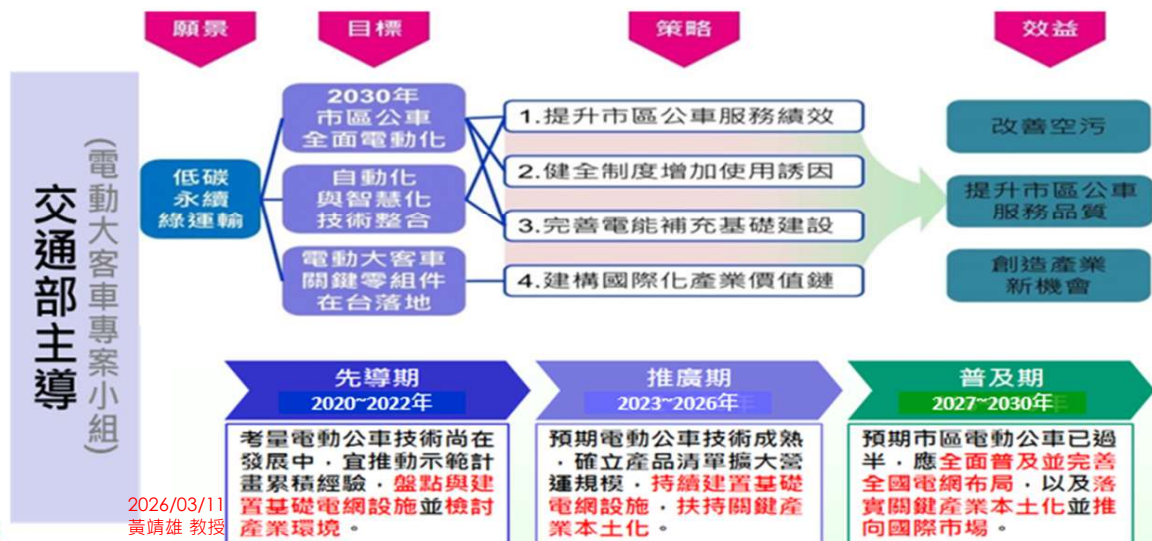 願景
目標
策略
效益
交通部主導
(電動大客車專案小組)
低碳
永續
綠運輸
2030年
市區公車
全面電動化
自動化
與智慧化
技術整合
電動大客車
關鍵零組件
在台落地
1.提升市區公車服務績效
2.健全制度增加使用誘因
3.完善電能補充基礎建設
4.建構國際化產業價值鏈
改善空污
提升市區公車
服務品質
創造產業
新機會
先導期
2020~2022年
考量電動公車技術尚在
發展中，宜推動示範計
畫累積經驗，盤點與建
置基礎電網設施並檢討
產業環境。
推廣期
2023~2026年
預期電動公車技術成熟
，確立產品清單擴大營
運規模，持續建置基礎
電網設施，扶持關鍵產
業本土化。
普及期
2027~2030年
預期市區電動公車已過
半，應全面普及並完善
全國電網布局，以及落
實關鍵產業本土化並推
向國際市場。
2026/03/11
黃靖雄 教授